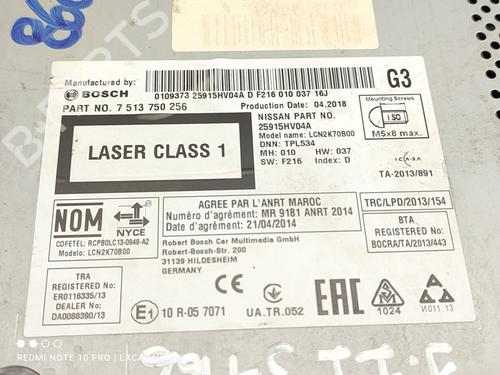 Manufactured by:
BOSCH
0109373 25915HV04A D F216 010 037 16J
G3
PART NO. 7 513 750 256
Production Date: 04.2018
Mounting Screws
ISO
M5x8 max.
NISSAN PART NO.
25915HV04A
Model name: LCN2K70B00
DNN: TPL534
MH: 010 HW: 037
SW: F216 Index: D
LASER CLASS 1
ICASA
TA-2013/891
NOM
NYCE
COFETEL: RCPBOLC13-0948-A2
Modelo: LCN2K70B00
AGREE PAR L'ANRT MAROC
Numéro d'agrément: MR 9181 ANRT 2014
Date d'agrément: 21/04/2014
TRC/LPD/2013/154
BTA
REGISTERED No:
BOCRA/TA/2013/443
Robert Bosch Car Multimedia GmbH
Robert-Bosch-Str. 200
31139 HILDESHEIM
GERMANY
TRA
REGISTERED No:
ER0116335/13
DEALER No:
DA0088390/13
CE
EAC
E1 10 R-05 7071
UA.TR.052
1024
И011 13
REDMI NOTE 10 PRO